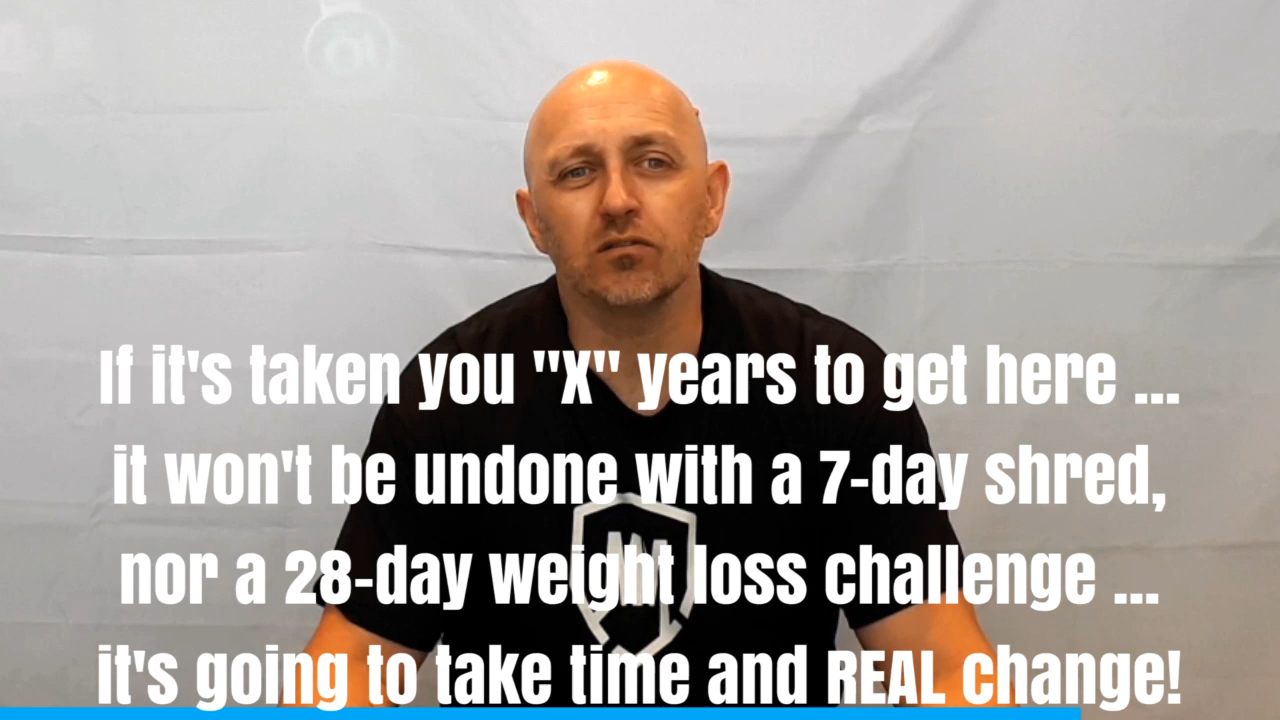 If it's taken you "X" years to get here ...
it won't be undone with a 7-day shred,
nor a 28-day weight loss challenge ...
it's going to take time and REAL change!